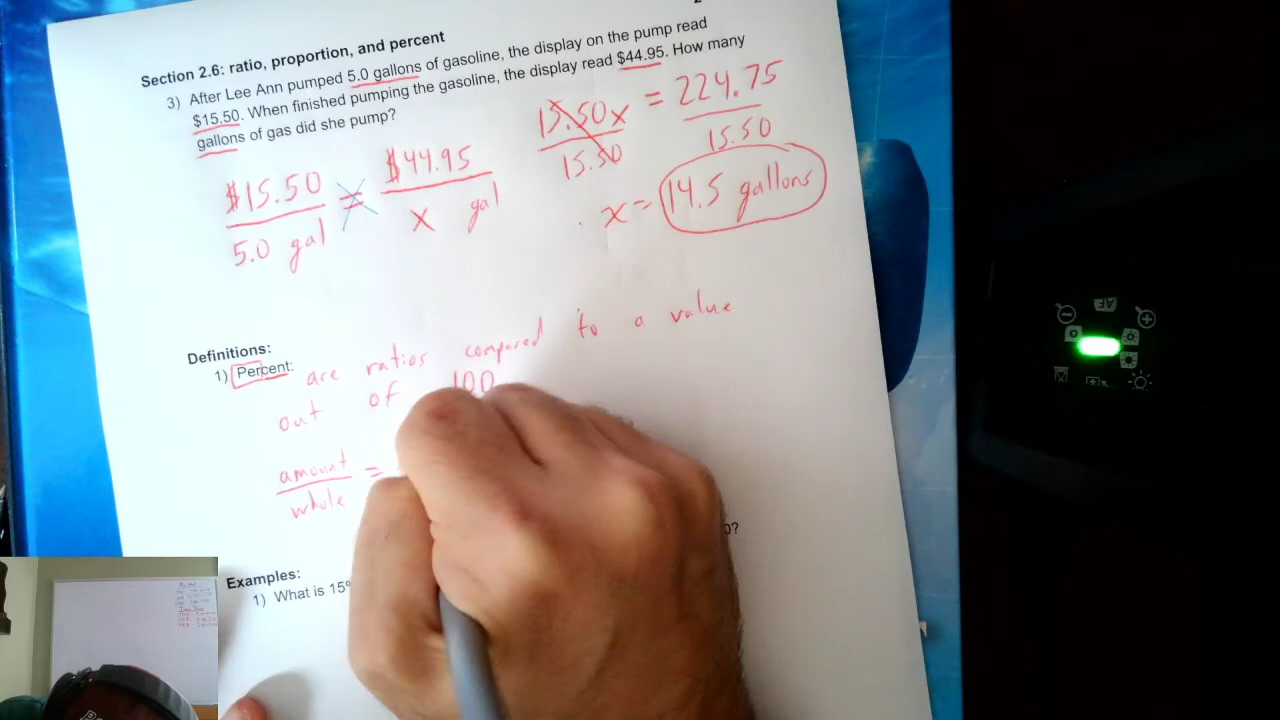 Section 2.6: ratio, proportion, and percent
3) After Lee Ann pumped 5.0 gallons of gasoline, the display on the pump read
$15.50. When finished pumping the gasoline, the display read $44.95. How many
gallons of gas did she pump?
$15.50 = $44.95
5.0 gal x gal
15.50x = 224.75
15.50 15.50
x = 14.5 gallons
Definitions:
1) Percent: are ratios compared to a value
out of 100
amount =
whole
Examples:
1) What is 15%
AF